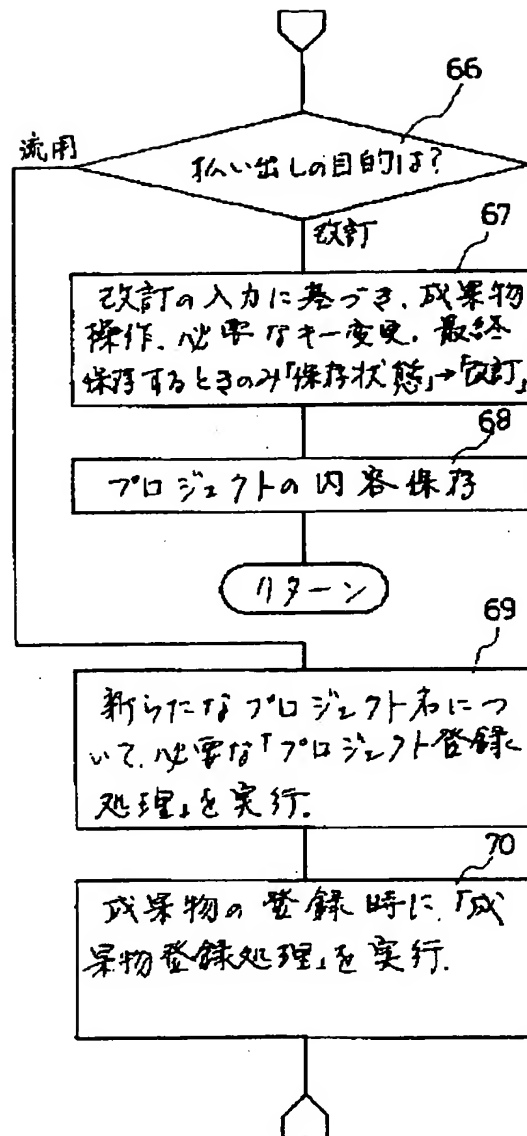 66
流用
払い出しの目的は?
改訂
67
改訂の入力に基づき、成果物
操作、必要なキー変更、最終
保存するときのみ「保存状態」→「改訂」
68
プロジェクトの内容保存
リターン
69
新らたなプロジェクト名につ
いて、必要な「プロジェクト登録
処理」を実行.
70
成果物の登録時に、「成
果物登録処理」を実行.